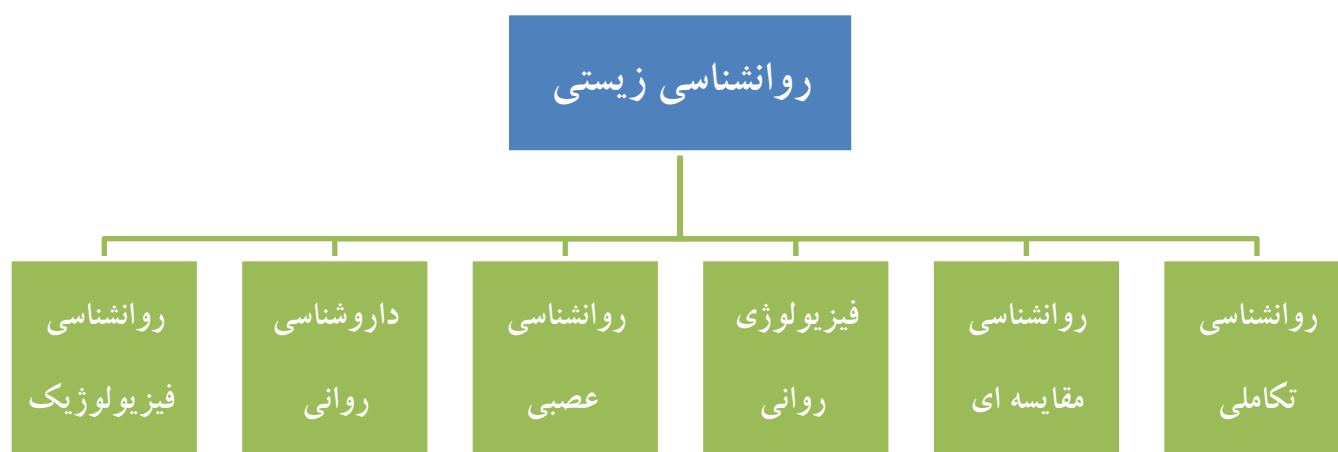 روانشناسی زیستی
روانشناسی
تکاملی
روانشناسی
مقایسه ای
فیزیولوژی
روانی
روانشناسی
عصبی
داروشناسی
روانی
روانشناسی
فیزیولوژیک